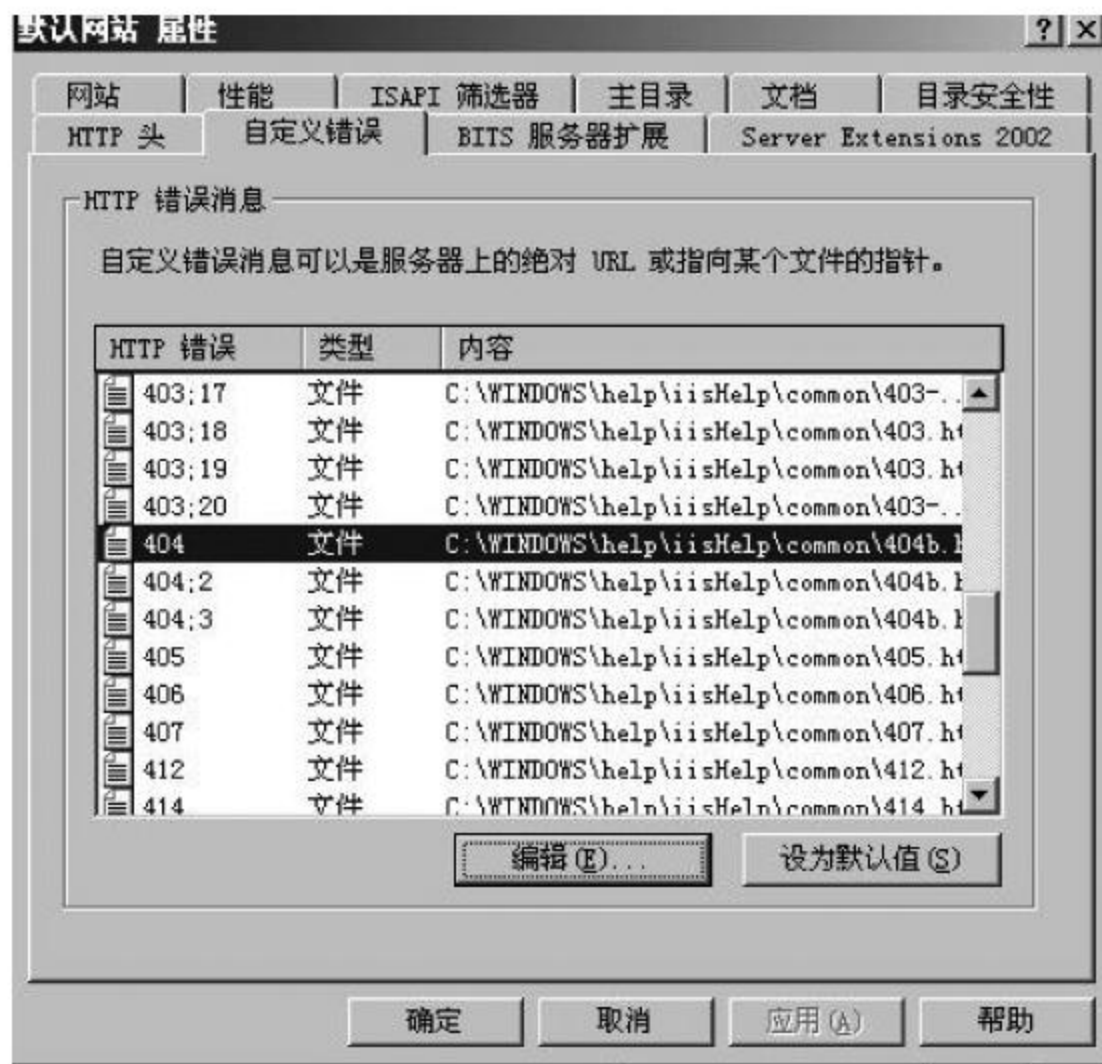 默认网站 属性
网站 性能 ISAPI 筛选器 主目录 文档 目录安全性
HTTP 头 自定义错误 BITS 服务器扩展 Server Extensions 2002
HTTP 错误消息
自定义错误消息可以是服务器上的绝对 URL 或指向某个文件的指针。
HTTP 错误 类型 内容
403;17 文件 C:\WINDOWS\help\iisHelp\common\403-..
403;18 文件 C:\WINDOWS\help\iisHelp\common\403.ht
403;19 文件 C:\WINDOWS\help\iisHelp\common\403.ht
403;20 文件 C:\WINDOWS\help\iisHelp\common\403-..
404 文件 C:\WINDOWS\help\iisHelp\common\404b.h
404;2 文件 C:\WINDOWS\help\iisHelp\common\404b.h
404;3 文件 C:\WINDOWS\help\iisHelp\common\404b.h
405 文件 C:\WINDOWS\help\iisHelp\common\405.ht
406 文件 C:\WINDOWS\help\iisHelp\common\406.ht
407 文件 C:\WINDOWS\help\iisHelp\common\407.ht
412 文件 C:\WINDOWS\help\iisHelp\common\412.ht
414 文件 C:\WINDOWS\help\iisHelp\common\414.ht
编辑(E)... 设为默认值(S)
确定 取消 应用(A) 帮助